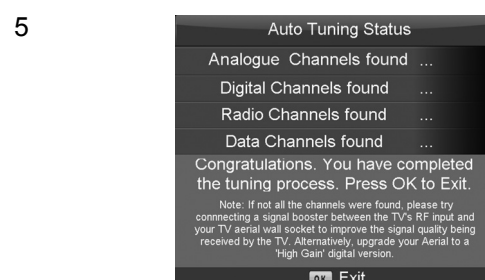 5
Auto Tuning Status
Analogue Channels found ...
Digital Channels found ...
Radio Channels found ...
Data Channels found ...
Congratulations. You have completed
the tuning process. Press OK to Exit.
Note: If not all the channels were found, please try
connnecting a signal booster between the TV's RF input and
your TV aerial wall socket to improve the signal quality being
received by the TV. Alternatively, upgrade your Aerial to a
'High Gain' digital version.
OK Exit